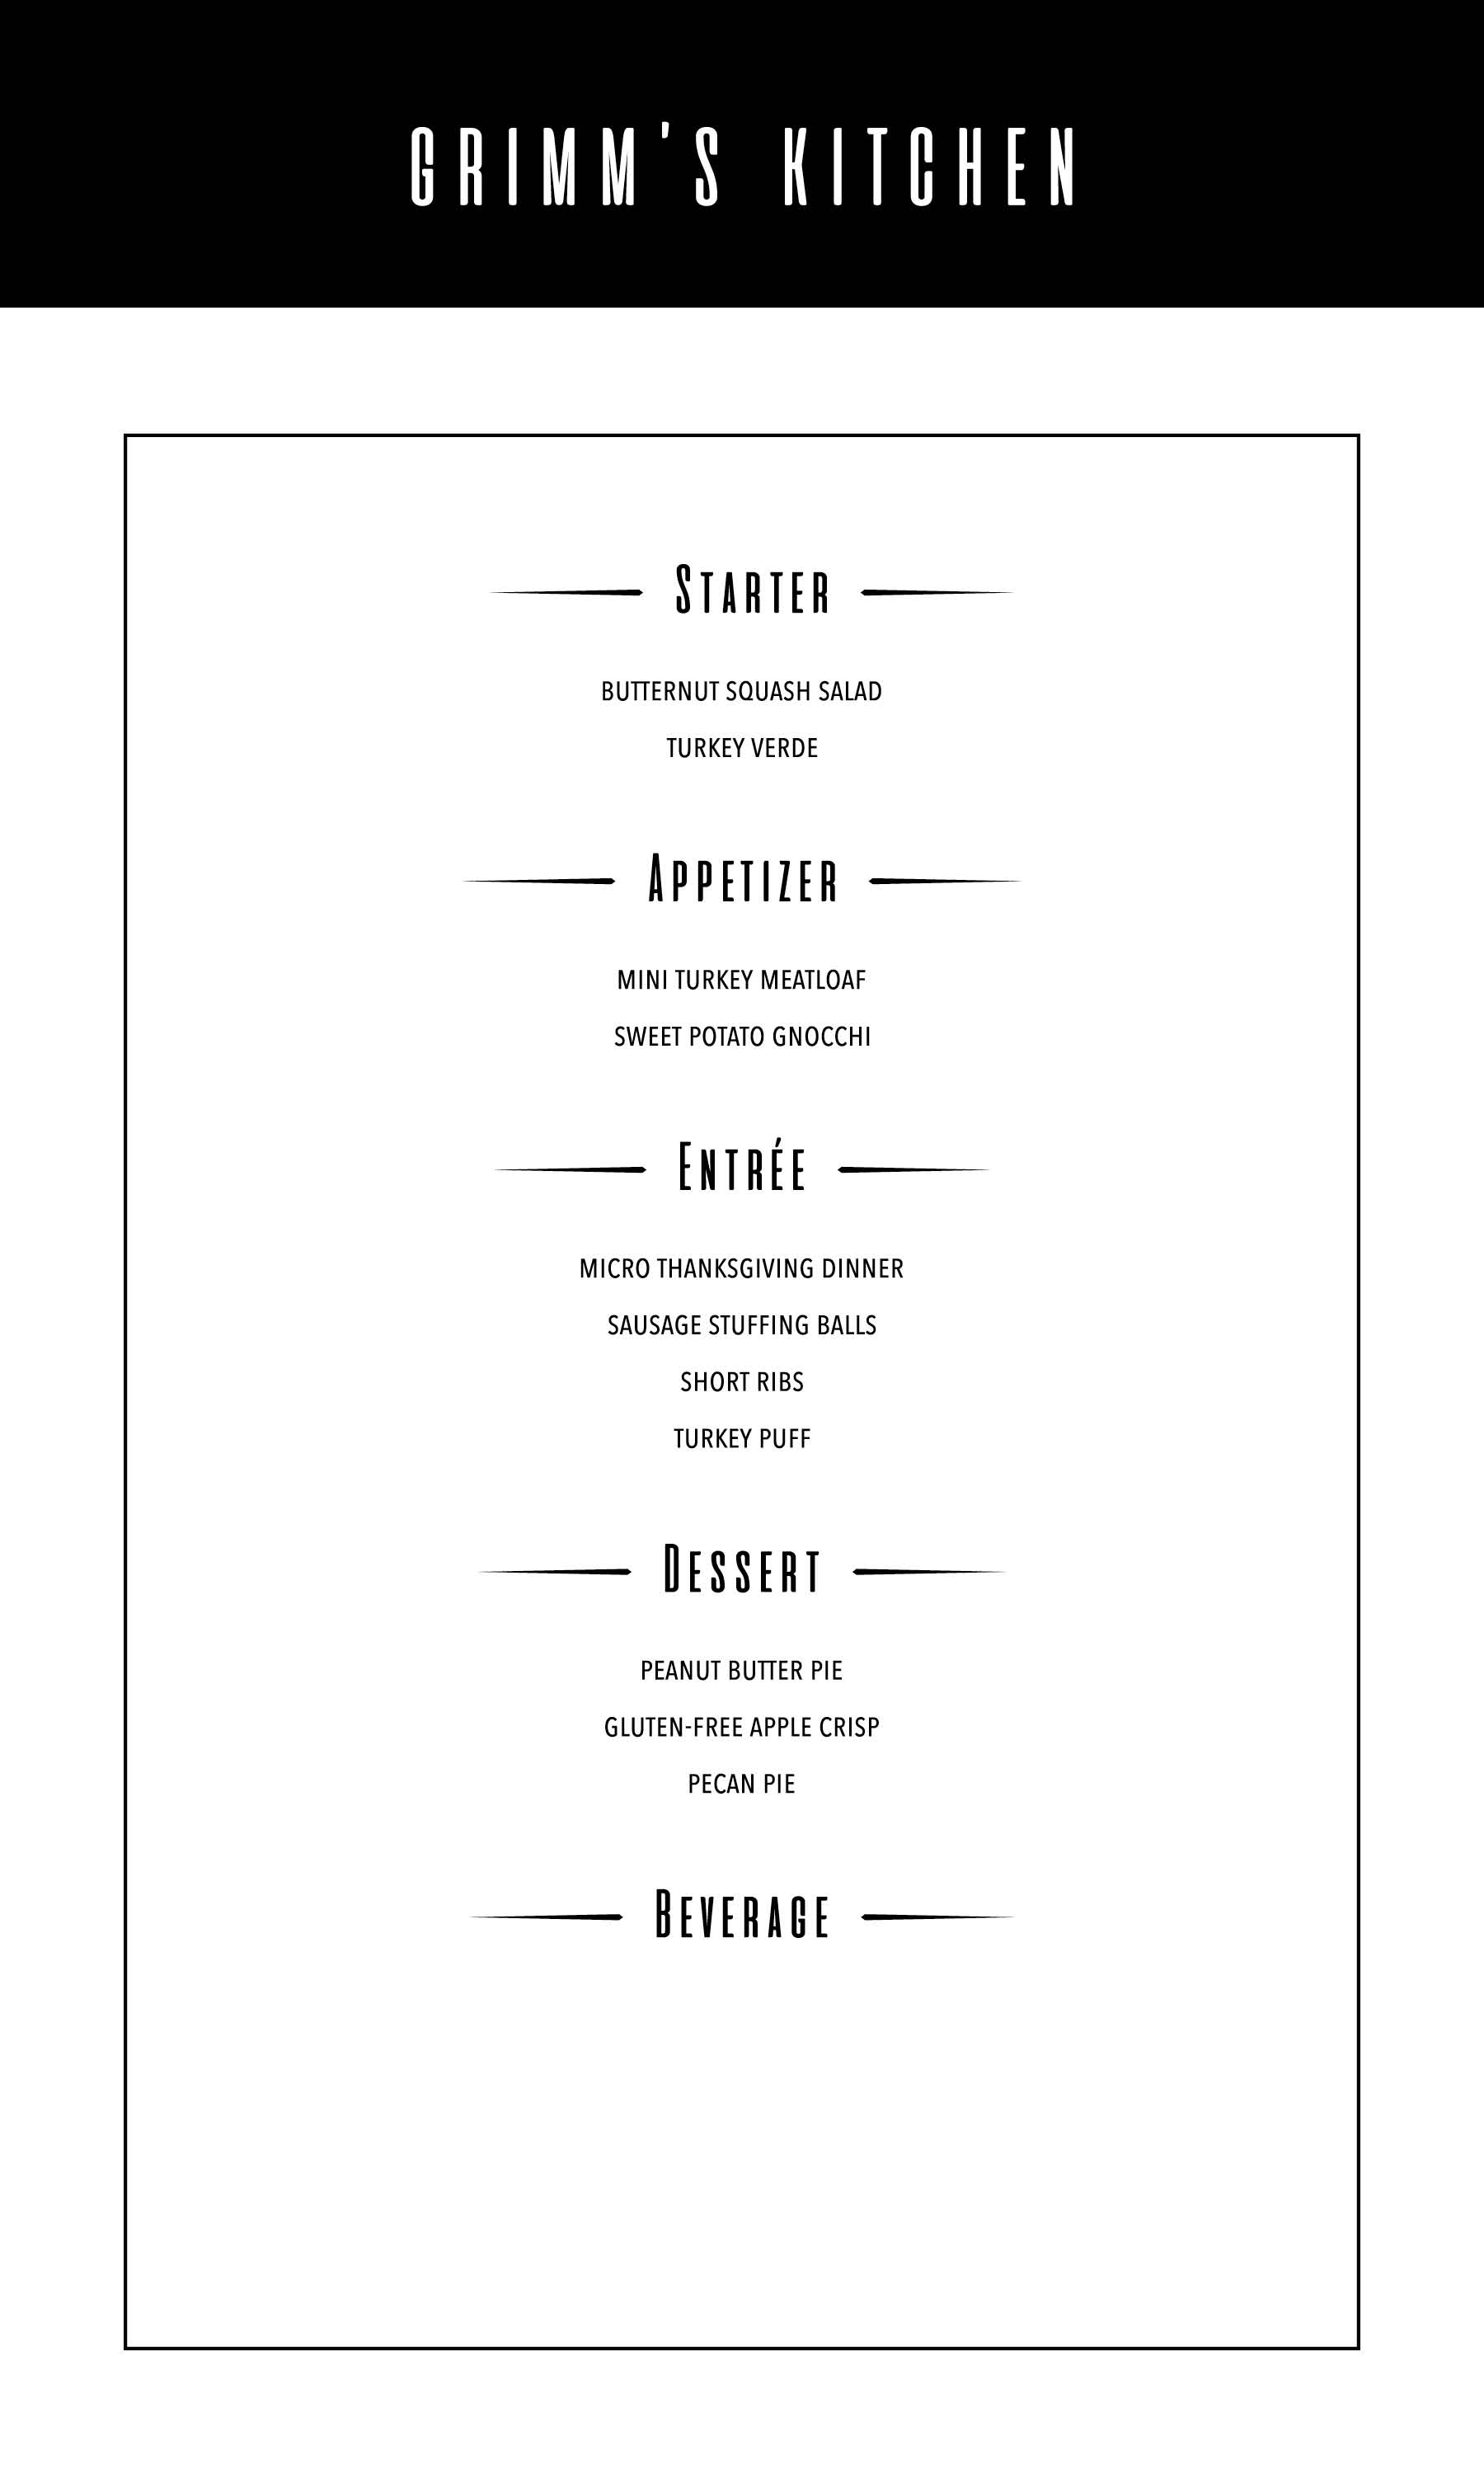 GRIMM'S KITCHEN
STARTER
BUTTERNUT SQUASH SALAD
TURKEY VERDE
APPETIZER
MINI TURKEY MEATLOAF
SWEET POTATO GNOCCHI
ENTRÉE
MICRO THANKSGIVING DINNER
SAUSAGE STUFFING BALLS
SHORT RIBS
TURKEY PUFF
DESSERT
PEANUT BUTTER PIE
GLUTEN-FREE APPLE CRISP
PECAN PIE
BEVERAGE